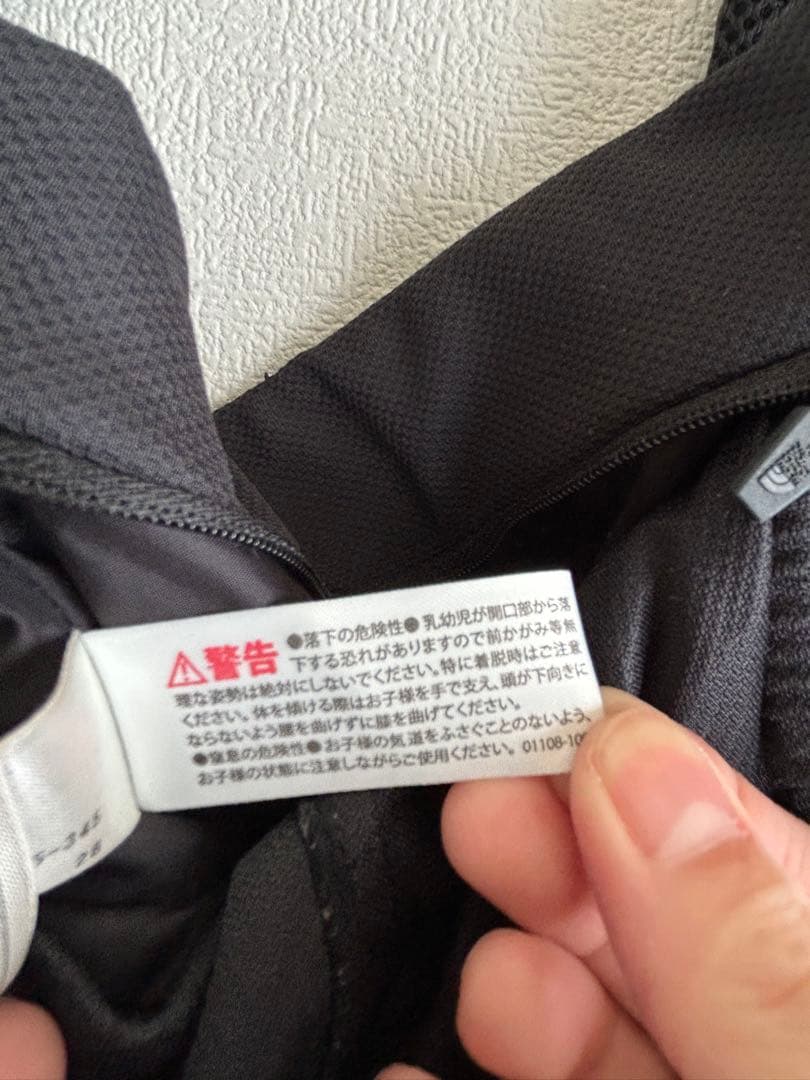 警告 ●落下の危険性● 乳幼児が開口部から落
下する恐れがありますので前かがみ等無
理な姿勢は絶対にしないでください。特に着脱時はご注意
ください。体を傾ける際はお子様を手で支え、頭が下向きに
ならないよう腰を曲げずに膝を曲げてください。
●窒息の危険性● お子様の気道をふさぐことのないよう、
お子様の状態に注意しながらご使用ください。 01108-10
5-345
28